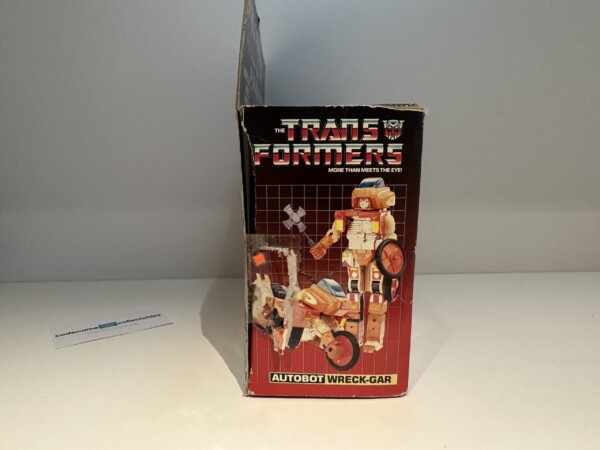 THE TRANS
FORMERS
MORE THAN MEETS THE EYE!
AUTOBOT WRECK-GAR